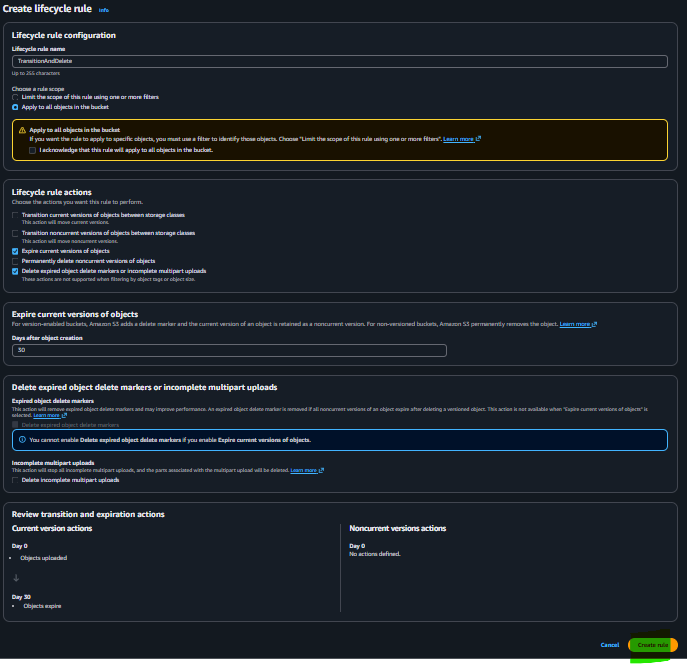 Create lifecycle rule Info
Lifecycle rule configuration
Lifecycle rule name
TransitionAndDelete
Up to 255 characters
Choose a rule scope
Limit the scope of this rule using one or more filters
Apply to all objects in the bucket
Apply to all objects in the bucket
If you want the rule to apply to specific objects, you must use a filter to identify those objects. Choose "Limit the scope of this rule using one or more filters". Learn more
I acknowledge that this rule will apply to all objects in the bucket.
Lifecycle rule actions
Choose the actions you want this rule to perform.
Transition current versions of objects between storage classes
This action will move current versions.
Transition noncurrent versions of objects between storage classes
This action will move noncurrent versions.
Expire current versions of objects
Permanently delete noncurrent versions of objects
Delete expired object delete markers or incomplete multipart uploads
These actions are not supported when filtering by object tags or object size.
Expire current versions of objects
For version-enabled buckets, Amazon S3 adds a delete marker and the current version of an object is retained as a noncurrent version. For non-versioned buckets, Amazon S3 permanently removes the object. Learn more
Days after object creation
30
Delete expired object delete markers or incomplete multipart uploads
Expired object delete markers
This action will remove expired object delete markers and may improve performance. An expired object delete marker is removed if all noncurrent versions of an object expire after deleting a versioned object. This action is not available when "Expire current versions of objects" is
selected. Learn more
Delete expired object delete markers
You cannot enable Delete expired object delete markers if you enable Expire current versions of objects.
Incomplete multipart uploads
This action will stop all incomplete multipart uploads, and the parts associated with the multipart upload will be deleted. Learn more
Delete incomplete multipart uploads
Review transition and expiration actions
Current version actions
Day 0
Objects uploaded
Day 30
Objects expire
Noncurrent versions actions
Day 0
No actions defined.
Cancel Create rule